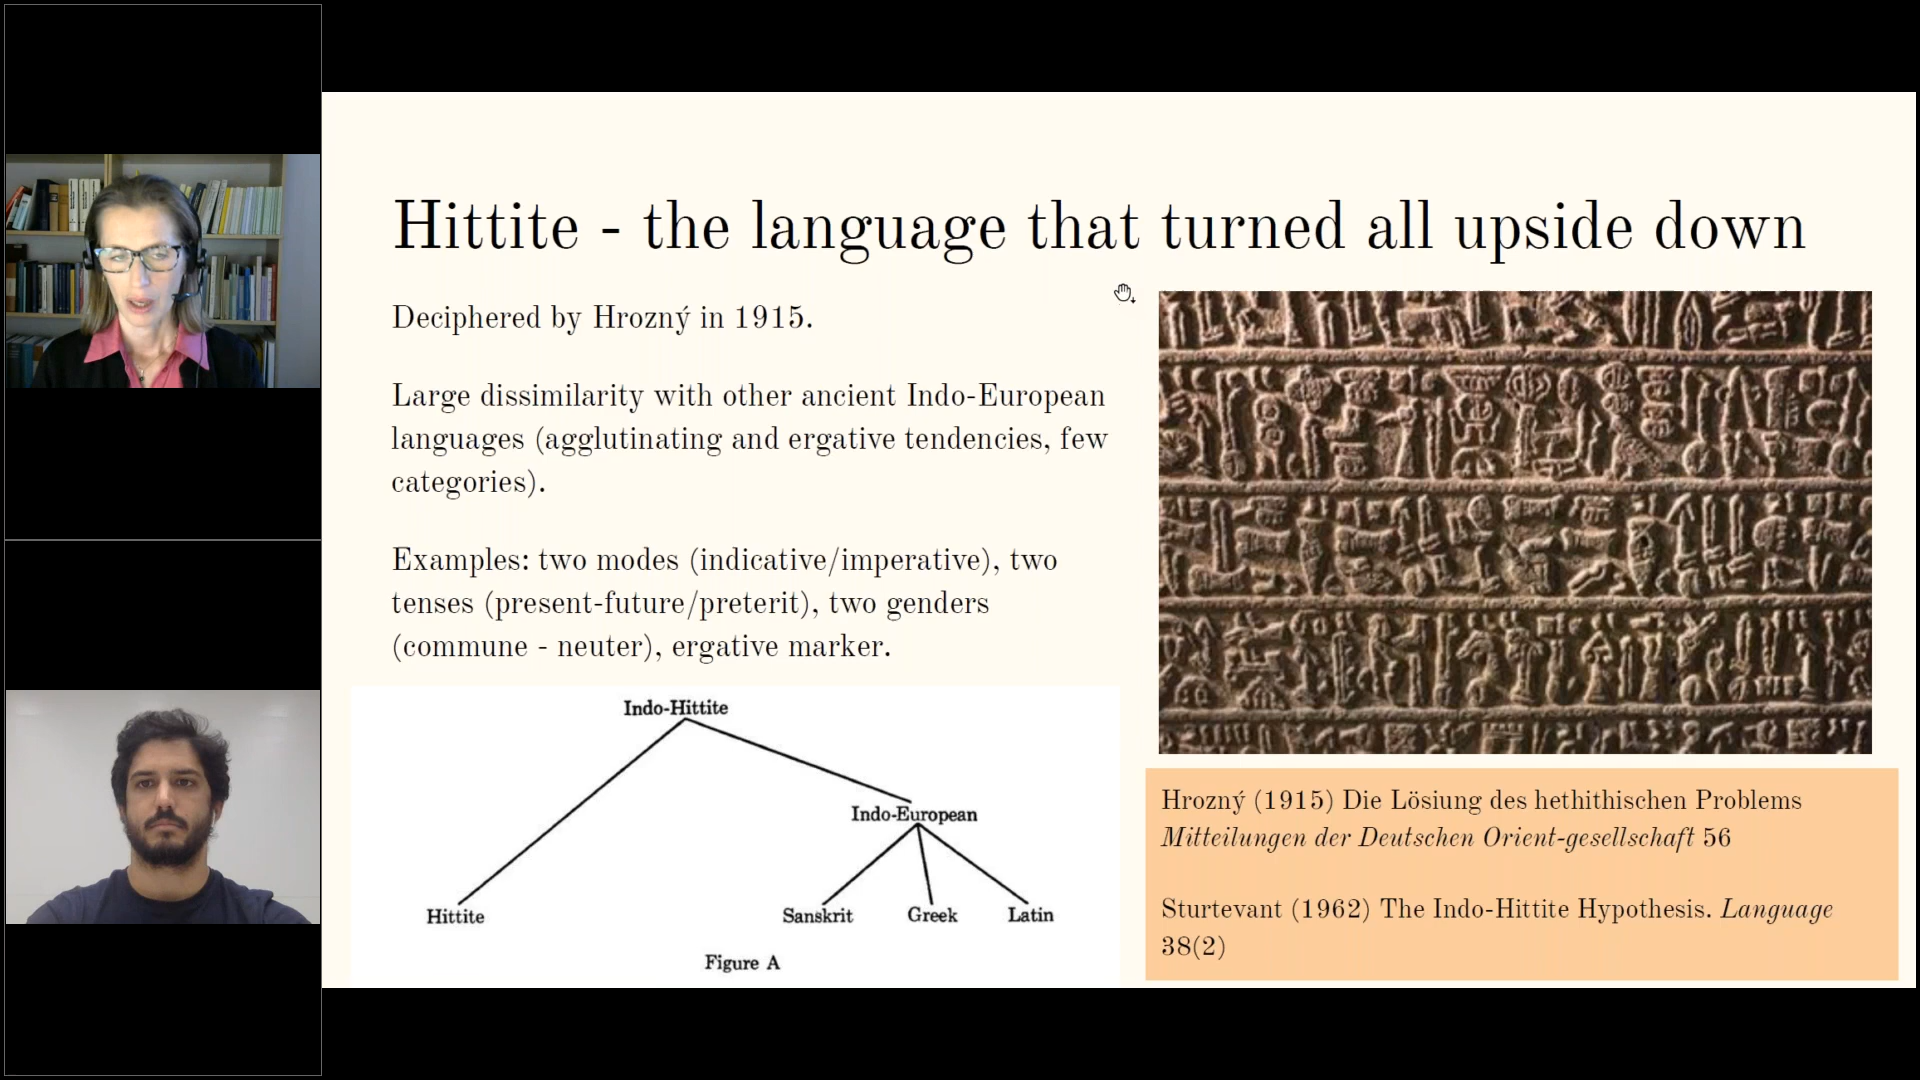 Hittite - the language that turned all upside down
Deciphered by Hrozný in 1915.
Large dissimilarity with other ancient Indo-European
languages (agglutinating and ergative tendencies, few
categories).
Examples: two modes (indicative/imperative), two
tenses (present-future/preterit), two genders
(commune - neuter), ergative marker.
Indo-Hittite
Indo-European
Hittite
Sanskrit
Greek
Latin
Figure A
Hrozný (1915) Die Lösiung des hethithischen Problems
Mitteilungen der Deutschen Orient-gesellschaft 56
Sturtevant (1962) The Indo-Hittite Hypothesis. Language
38(2)